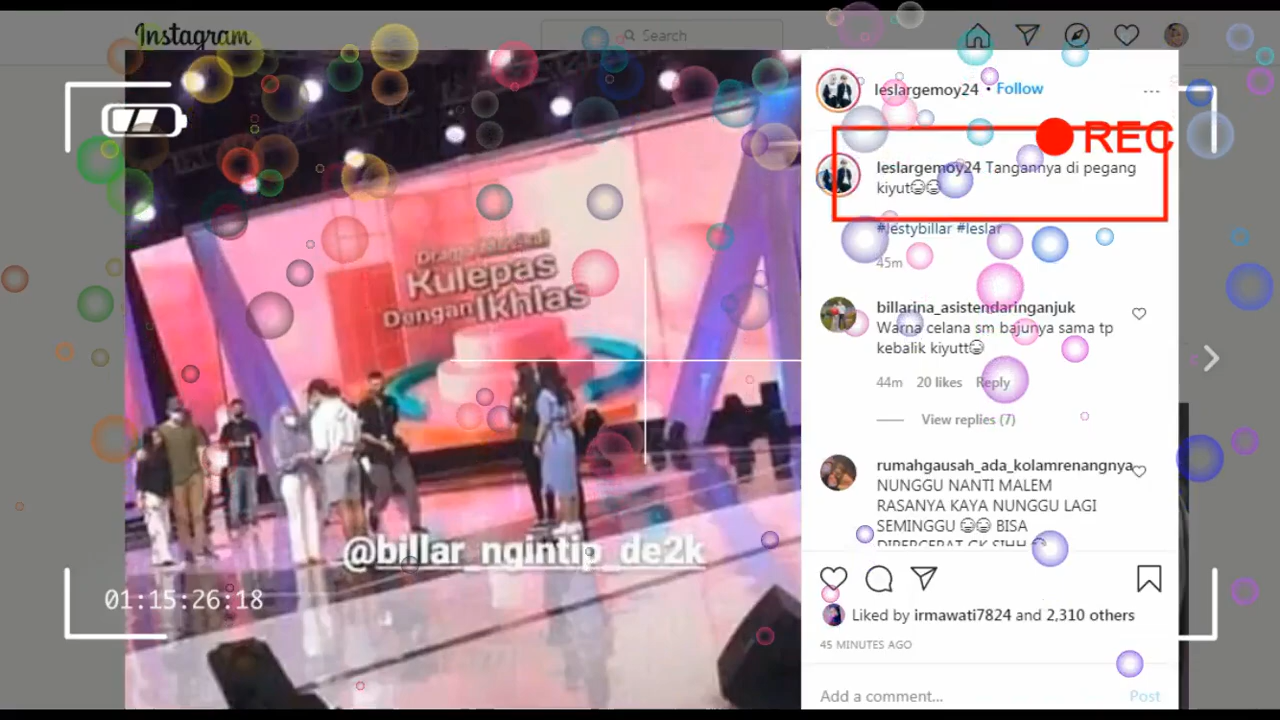 Instagram
Search
leslargemoy24 • Follow
REC
leslargemoy24 Tangannya di pegang
kiyut😄😄
#lestybillar #leslar
45m
billarina_asistendaringanjuk
Warna celana sm bajunya sama tp
kebalik kiyutt😄
44m 20 likes Reply
View replies (7)
rumahgausah_ada_kolamrenangnya
NUNGGU NANTI MALEM
RASANYA KAYA NUNGGU LAGI
SEMINGGU 😄😄 BISA
DIPERCEPAT GK SIHH
Liked by irmawati7824 and 2,310 others
45 MINUTES AGO
Add a comment... Post
Drama Musikal
Kulepas
Dengan Ikhlas
@billar_ngintip_de2k
01:15:26:18